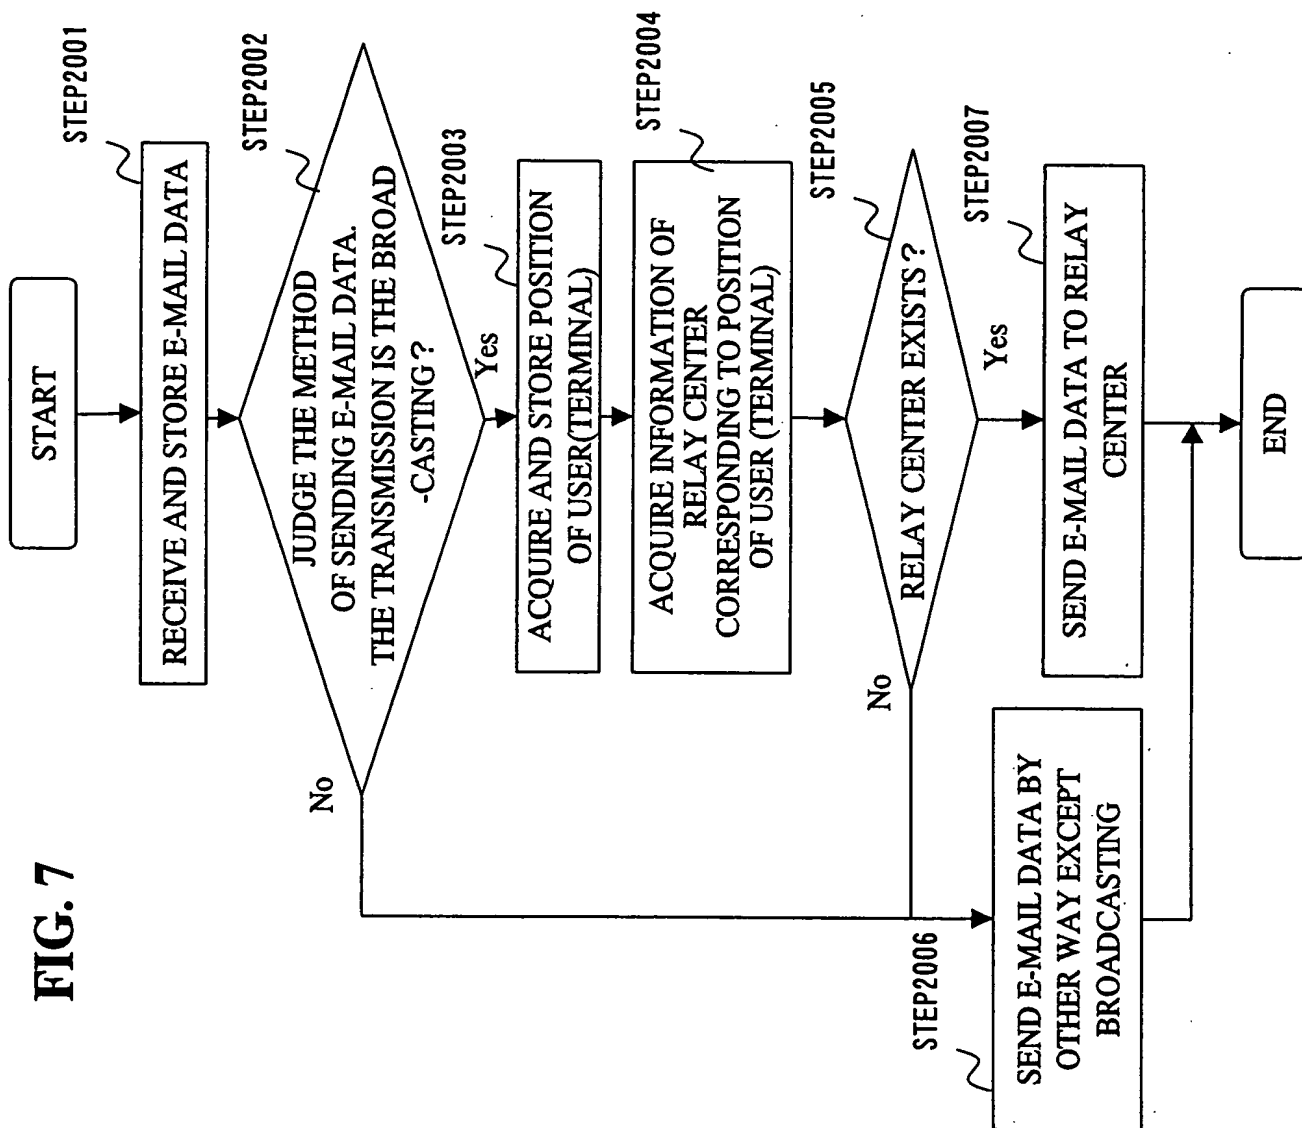 FIG. 7
START
STEP2001
RECEIVE AND STORE E-MAIL DATA
STEP2002
JUDGE THE METHOD
OF SENDING E-MAIL DATA.
THE TRANSMISSION IS THE BROAD
-CASTING ?
No
Yes
STEP2003
ACQUIRE AND STORE POSITION
OF USER(TERMINAL)
STEP2004
ACQUIRE INFORMATION OF
RELAY CENTER
CORRESPONDING TO POSITION
OF USER (TERMINAL)
STEP2005
RELAY CENTER EXISTS ?
No
Yes
STEP2006
SEND E-MAIL DATA BY
OTHER WAY EXCEPT
BROADCASTING
STEP2007
SEND E-MAIL DATA TO RELAY
CENTER
END